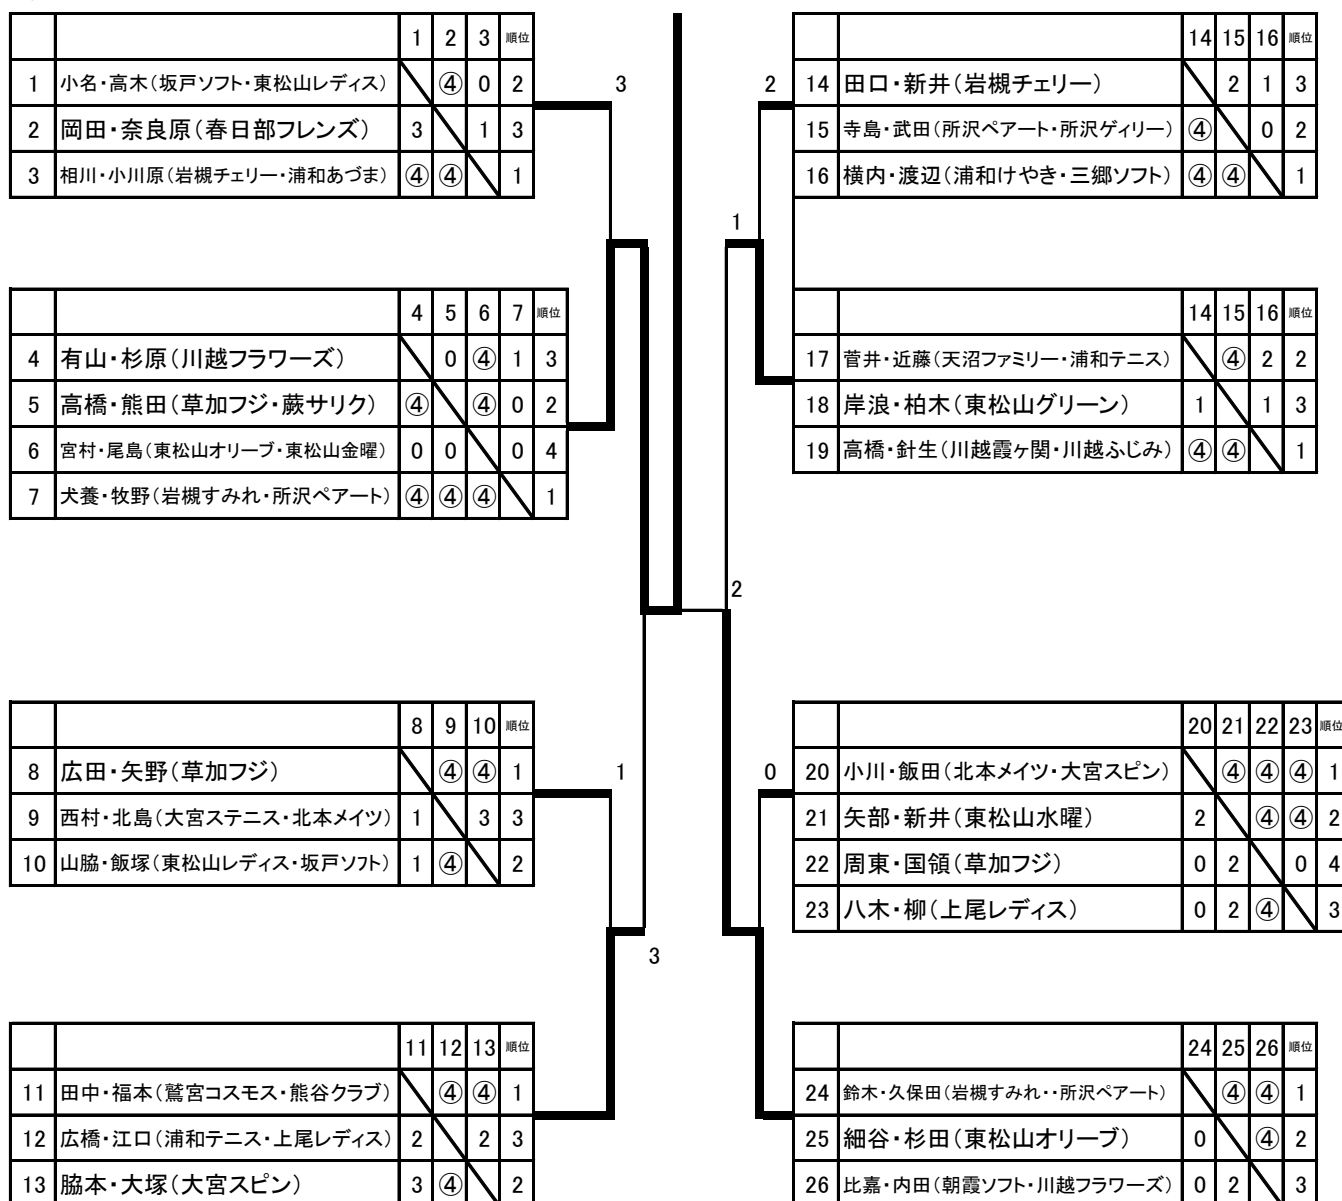 1 2 3 順位
1 小名・高木(坂戸ソフト・東松山レディス) ④ 0 2
2 岡田・奈良原(春日部フレンズ) 3 1 3
3 相川・小川原(岩槻チェリー・浦和あづま) ④ ④ 1
3
4 5 6 7 順位
4 有山・杉原(川越フラワーズ) 0 ④ 1 3
5 高橋・熊田(草加フジ・蕨サリク) ④ ④ 0 2
6 宮村・尾島(東松山オリーブ・東松山金曜) 0 0 0 4
7 犬養・牧野(岩槻すみれ・所沢ペアート) ④ ④ ④ 1
8 9 10 順位
8 広田・矢野(草加フジ) ④ ④ 1
9 西村・北島(大宮ステニス・北本メイツ) 1 3 3
10 山脇・飯塚(東松山レディス・坂戸ソフト) 1 ④ 2
1
3
11 12 13 順位
11 田中・福本(鷲宮コスモス・熊谷クラブ) ④ ④ 1
12 広橋・江口(浦和テニス・上尾レディス) 2 2 3
13 脇本・大塚(大宮スピン) 3 ④ 2
14 15 16 順位
2
14 田口・新井(岩槻チェリー) 2 1 3
15 寺島・武田(所沢ペアート・所沢ゲイリー) ④ 0 2
16 横内・渡辺(浦和けやき・三郷ソフト) ④ ④ 1
1
14 15 16 順位
17 菅井・近藤(天沼ファミリー・浦和テニス) ④ 2 2
18 岸浪・柏木(東松山グリーン) 1 1 3
19 高橋・針生(川越霞ヶ関・川越ふじみ) ④ ④ 1
2
20 21 22 23 順位
0
20 小川・飯田(北本メイツ・大宮スピン) ④ ④ ④ 1
21 矢部・新井(東松山水曜) 2 ④ ④ 2
22 周東・国領(草加フジ) 0 2 0 4
23 八木・柳(上尾レディス) 0 2 ④ 3
24 25 26 順位
24 鈴木・久保田(岩槻すみれ・・所沢ペアート) ④ ④ 1
25 細谷・杉田(東松山オリーブ) 0 ④ 2
26 比嘉・内田(朝霞ソフト・川越フラワーズ) 0 2 3